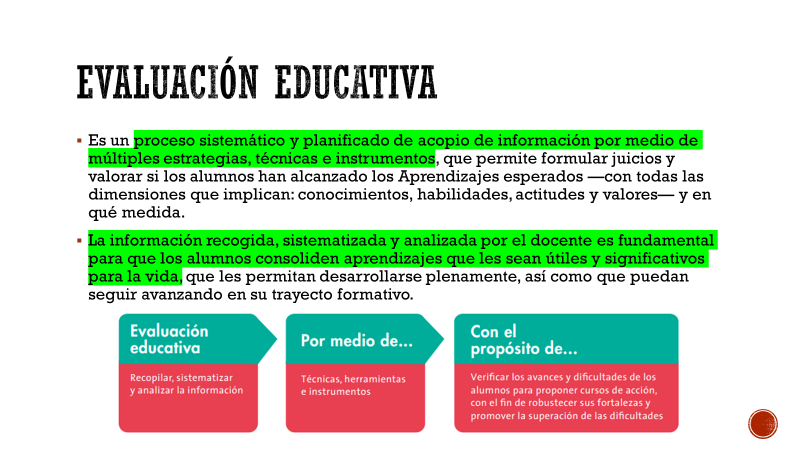 EVALUACIÓN EDUCATIVA
▪ Es un proceso sistemático y planificado de acopio de información por medio de
múltiples estrategias, técnicas e instrumentos, que permite formular juicios y
valorar si los alumnos han alcanzado los Aprendizajes esperados —con todas las
dimensiones que implican: conocimientos, habilidades, actitudes y valores— y en
qué medida.
▪ La información recogida, sistematizada y analizada por el docente es fundamental
para que los alumnos consoliden aprendizajes que les sean útiles y significativos
para la vida, que les permitan desarrollarse plenamente, así como que puedan
seguir avanzando en su trayecto formativo.
Evaluación
educativa
Recopilar, sistematizar
y analizar la información
Por medio de...
Técnicas, herramientas
e instrumentos
Con el
propósito de...
Verificar los avances y dificultades de los
alumnos para proponer cursos de acción,
con el fin de robustecer sus fortalezas y
promover la superación de las dificultades